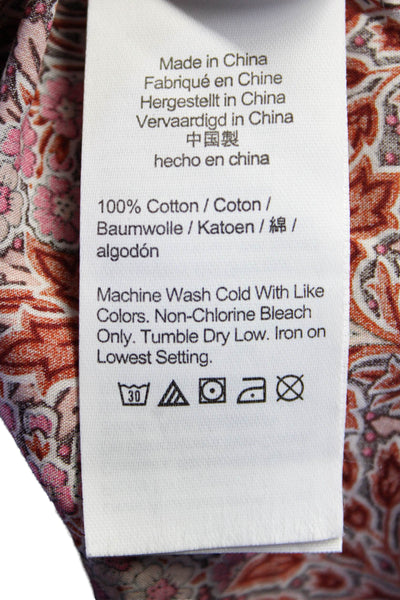 Made in China
Fabriqué en Chine
Hergestellt in China
Vervaardigd in China
中国製
hecho en china
100% Cotton / Coton /
Baumwolle / Katoen / 綿 /
algodón
Machine Wash Cold With Like
Colors. Non-Chlorine Bleach
Only. Tumble Dry Low. Iron on
Lowest Setting.
30